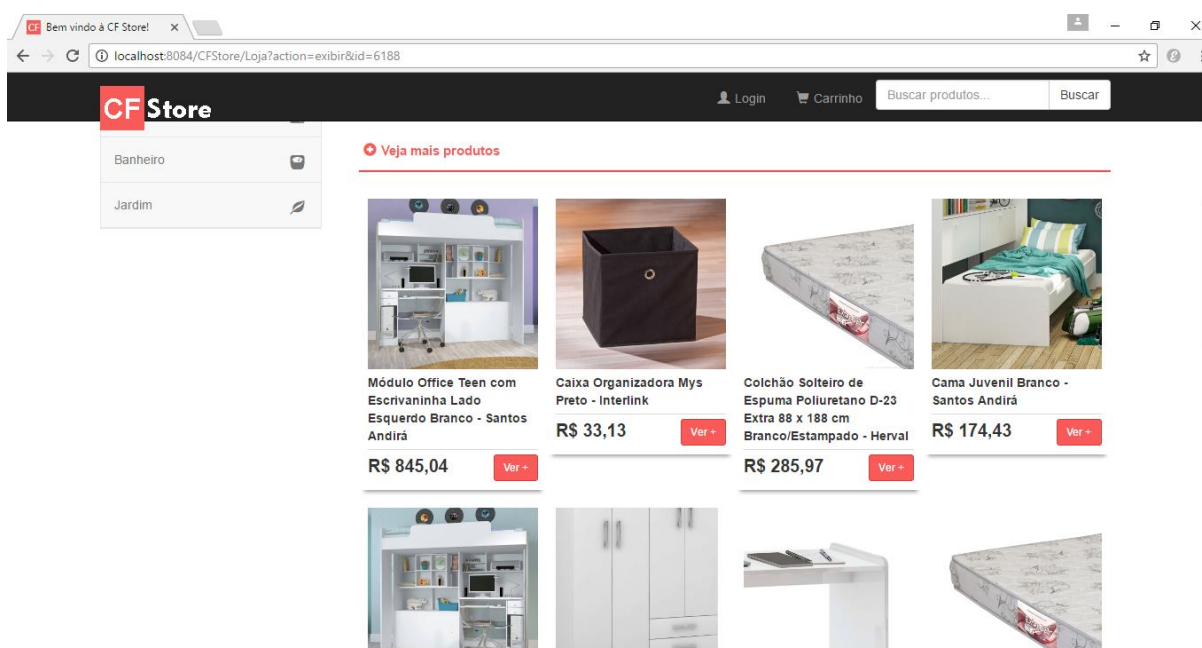 CF Bem vindo à CF Store!
localhost:8084/CFStore/Loja?action=exibir&id=6188
CF Store
Login
Carrinho
Buscar produtos...
Buscar
Banheiro
Jardim
Veja mais produtos
Módulo Office Teen com
Escrivaninha Lado
Esquerdo Branco - Santos
Andirá
R$ 845,04
Ver +
Caixa Organizadora Mys
Preto - Interlink
R$ 33,13
Ver +
Colchão Solteiro de
Espuma Poliuretano D-23
Extra 88 x 188 cm
Branco/Estampado - Herval
R$ 285,97
Ver +
Cama Juvenil Branco -
Santos Andirá
R$ 174,43
Ver +